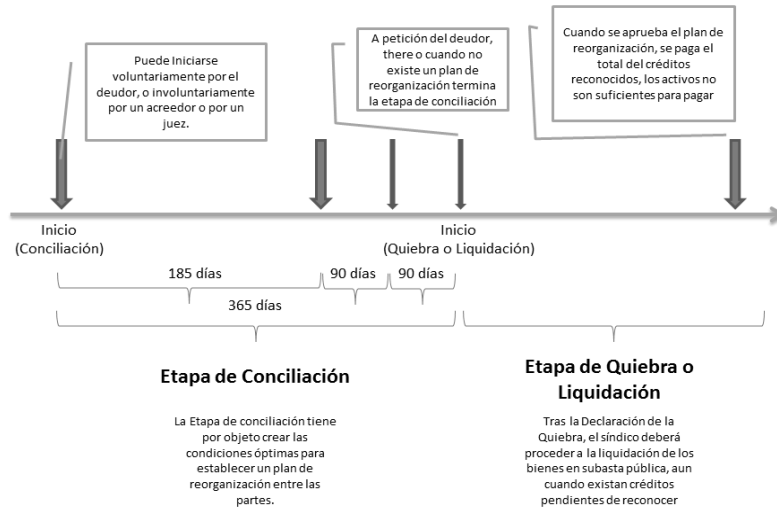 Puede Iniciarse
voluntariamente por el
deudor, o involuntariamente
por un acreedor o por un
juez.
A petición del deudor,
there o cuando no
existe un plan de
reorganización termina
la etapa de conciliación
Cuando se aprueba el plan de
reorganización, se paga el
total del créditos
reconocidos, los activos no
son suficientes para pagar
Inicio
(Conciliación)
Inicio
(Quiebra o Liquidación)
185 días
90 días
90 días
365 días
Etapa de Conciliación
La Etapa de conciliación tiene
por objeto crear las
condiciones óptimas para
establecer un plan de
reorganización entre las
partes.
Etapa de Quiebra o
Liquidación
Tras la Declaración de la
Quiebra, el síndico deberá
proceder a la liquidación de los
bienes en subasta pública, aun
cuando existan créditos
pendientes de reconocer